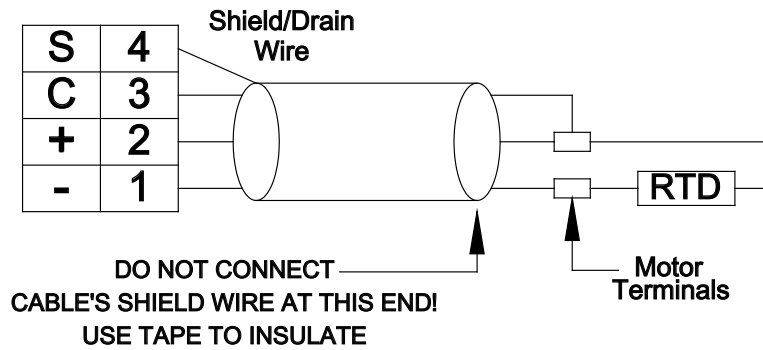 Shield/Drain
Wire
S 4
C 3
+ 2
- 1
RTD
DO NOT CONNECT
CABLE'S SHIELD WIRE AT THIS END!
USE TAPE TO INSULATE
Motor
Terminals